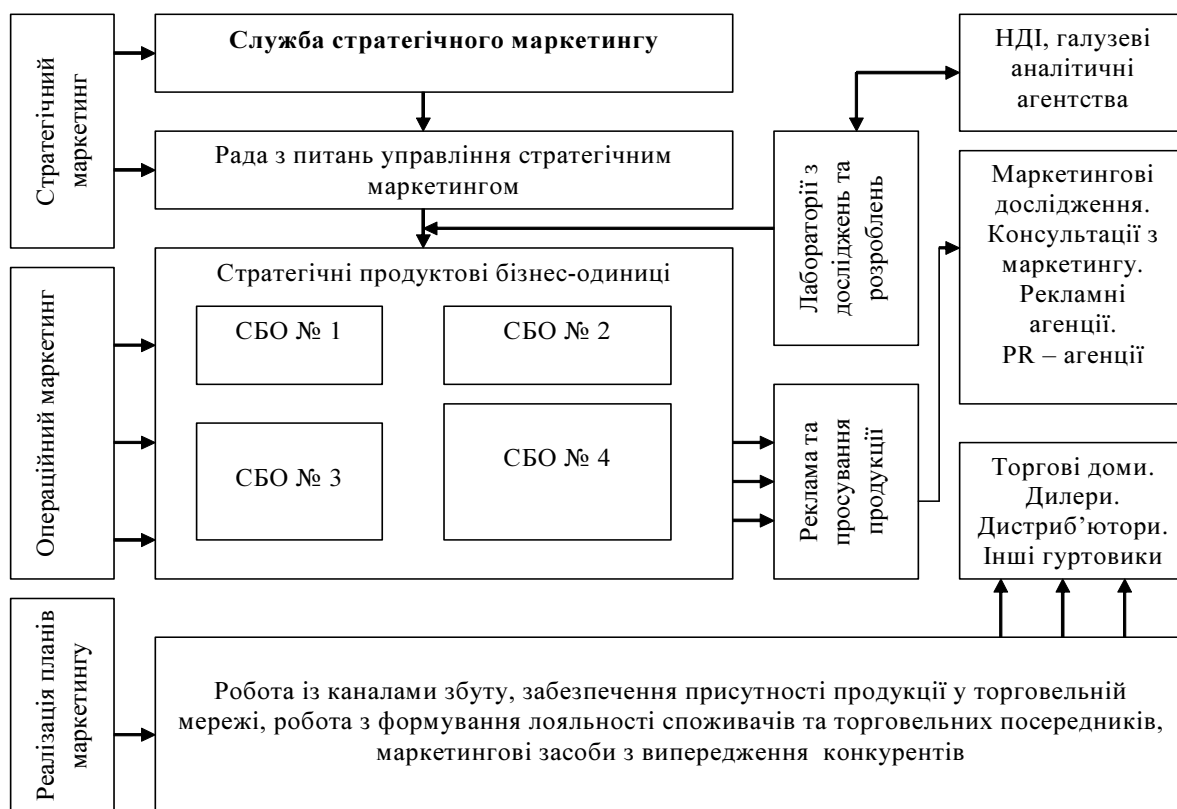 Стратегічний
маркетинг
Служба стратегічного маркетингу
Рада з питань управління стратегічним
маркетингом
НДІ, галузеві
аналітичні
агентства
Лабораторії з
досліджень та
розроблень
Маркетингові
дослідження.
Консультації з
маркетингу.
Рекламні
агенції.
PR – агенції
Операційний маркетинг
Стратегічні продуктові бізнес-одиниці
СБО № 1
СБО № 2
СБО № 3
СБО № 4
Реклама та
просування
продукції
Торгові доми.
Дилери.
Дистриб’ютори.
Інші гуртовики
Реалізація планів
маркетингу
Робота із каналами збуту, забезпечення присутності продукції у торговельній
мережі, робота з формування лояльності споживачів та торговельних посередників,
маркетингові засоби з випередження конкурентів